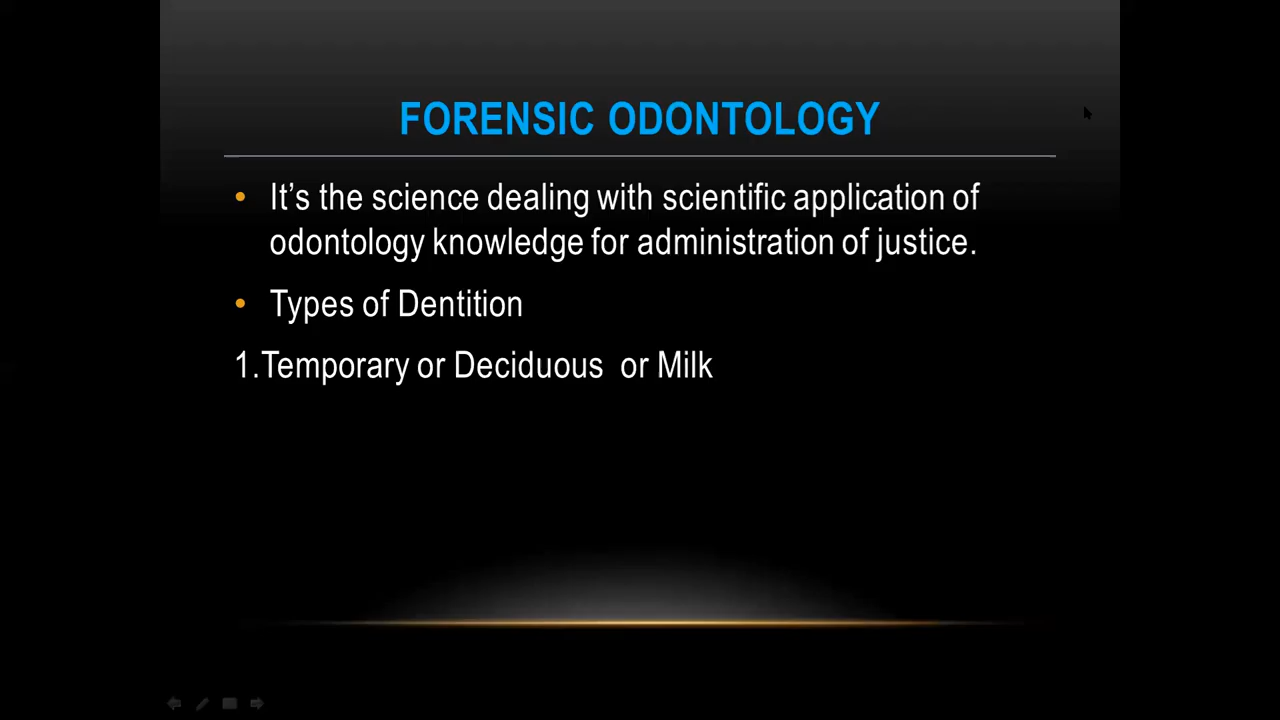 FORENSIC ODONTOLOGY
• It’s the science dealing with scientific application of
odontology knowledge for administration of justice.
• Types of Dentition
1.Temporary or Deciduous  or Milk